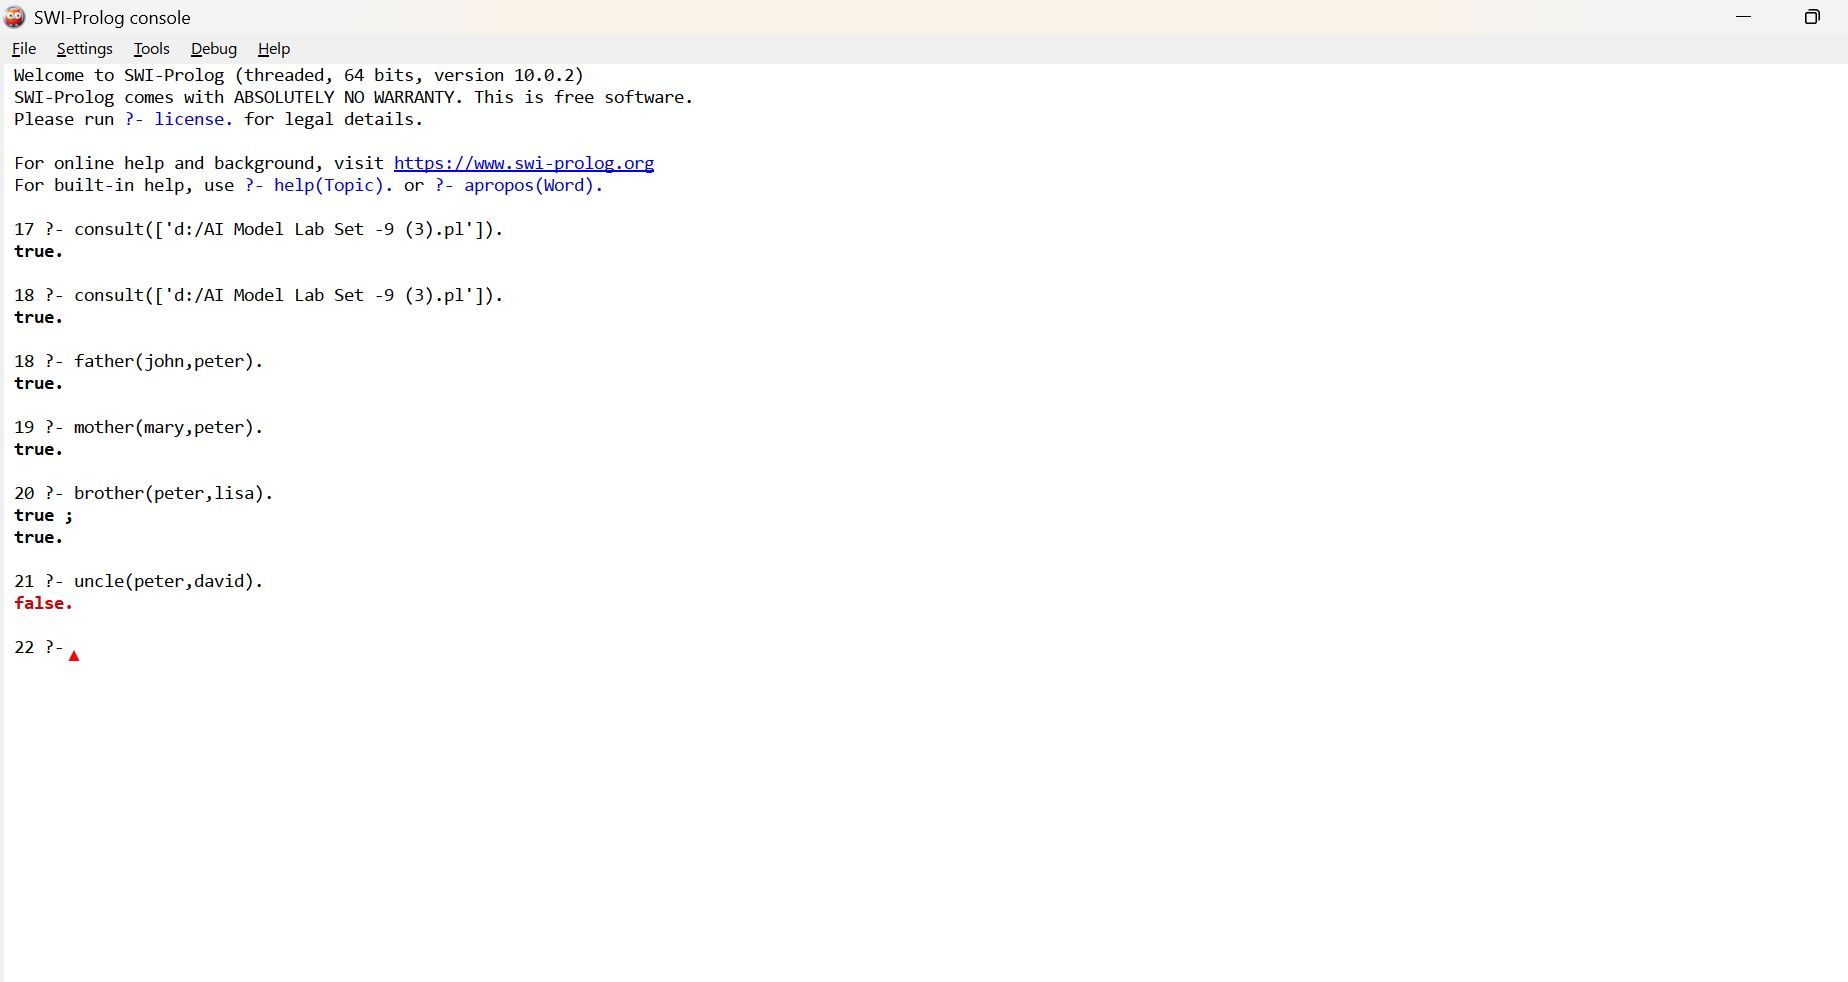 SWI-Prolog console
File Settings Tools Debug Help
Welcome to SWI-Prolog (threaded, 64 bits, version 10.0.2)
SWI-Prolog comes with ABSOLUTELY NO WARRANTY. This is free software.
Please run ?- license. for legal details.
For online help and background, visit https://www.swi-prolog.org
For built-in help, use ?- help(Topic). or ?- apropos(Word).
17 ?- consult(['d:/AI Model Lab Set -9 (3).pl']).
true.
18 ?- consult(['d:/AI Model Lab Set -9 (3).pl']).
true.
18 ?- father(john,peter).
true.
19 ?- mother(mary,peter).
true.
20 ?- brother(peter,lisa).
true ;
true.
21 ?- uncle(peter,david).
false.
22 ?-